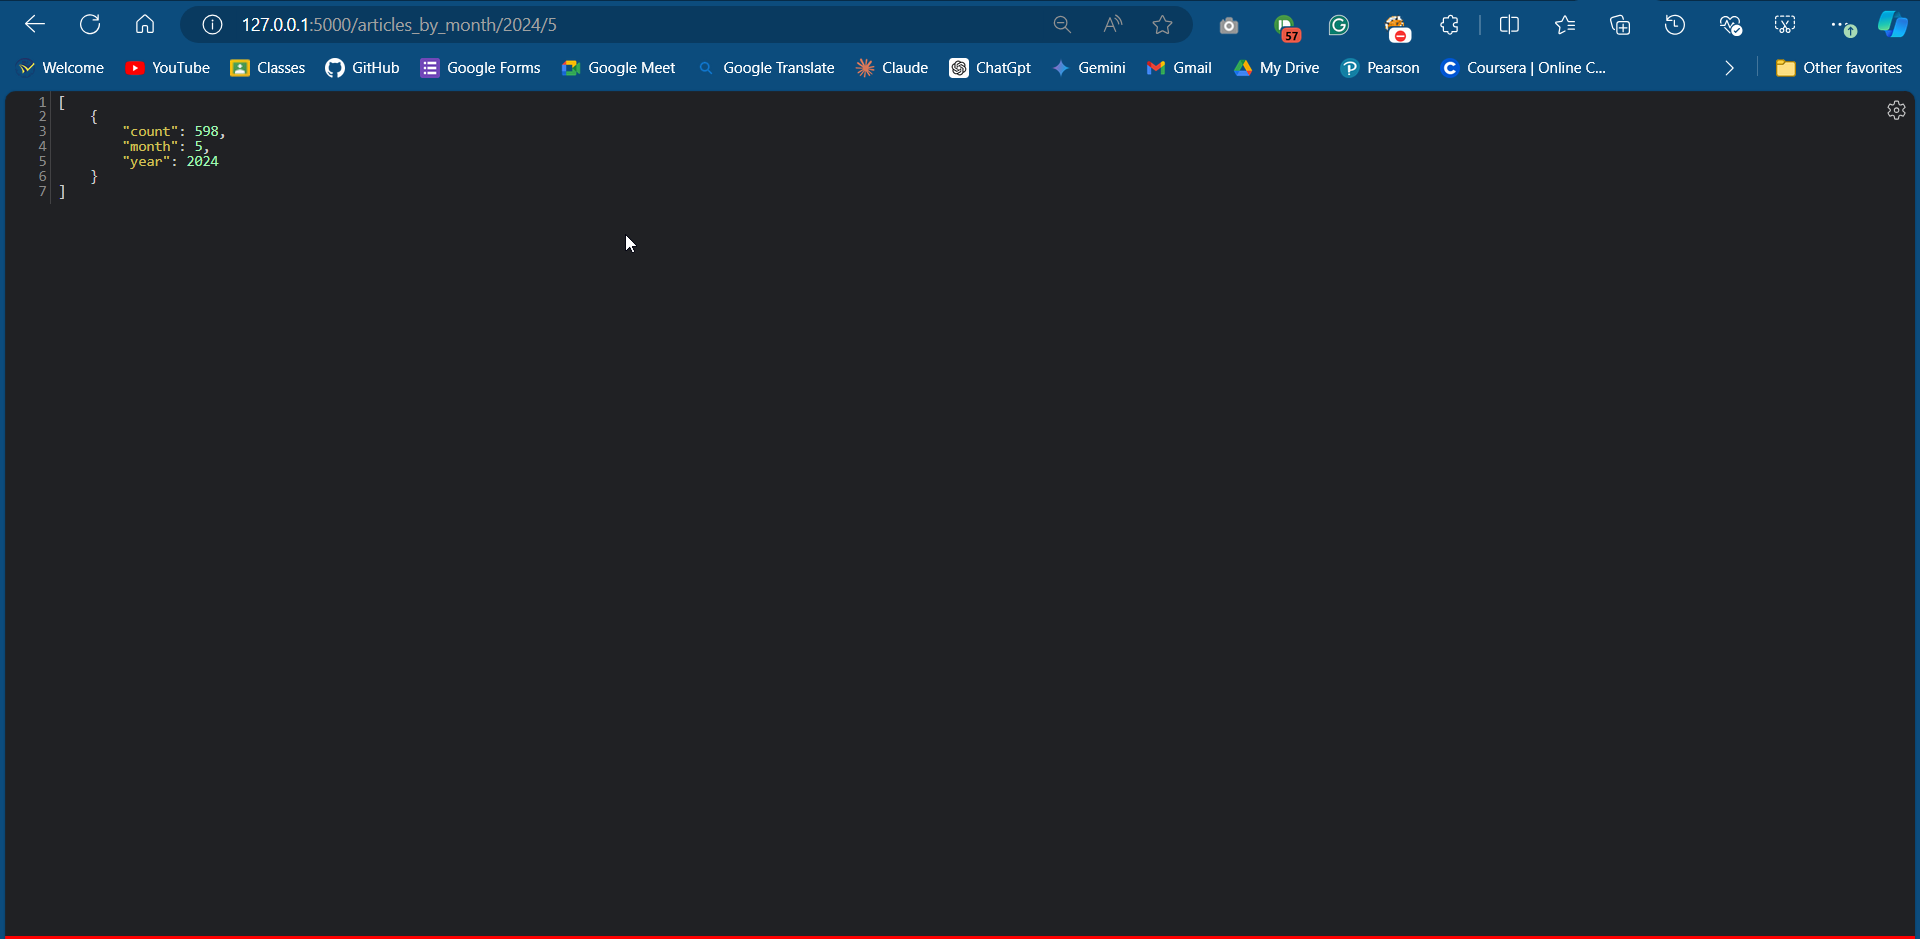 127.0.0.1:5000/articles_by_month/2024/5
57
Welcome YouTube Classes GitHub Google Forms Google Meet Google Translate Claude ChatGpt Gemini Gmail My Drive Pearson Coursera | Online C... Other favorites
1 [
2 {
3 "count": 598,
4 "month": 5,
5 "year": 2024
6 }
7 ]